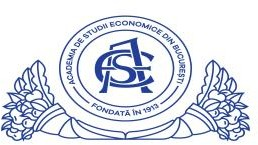 ACADEMIA DE STUDII ECONOMICE DIN BUCUREȘTI
ASE
FONDATĂ ÎN 1913